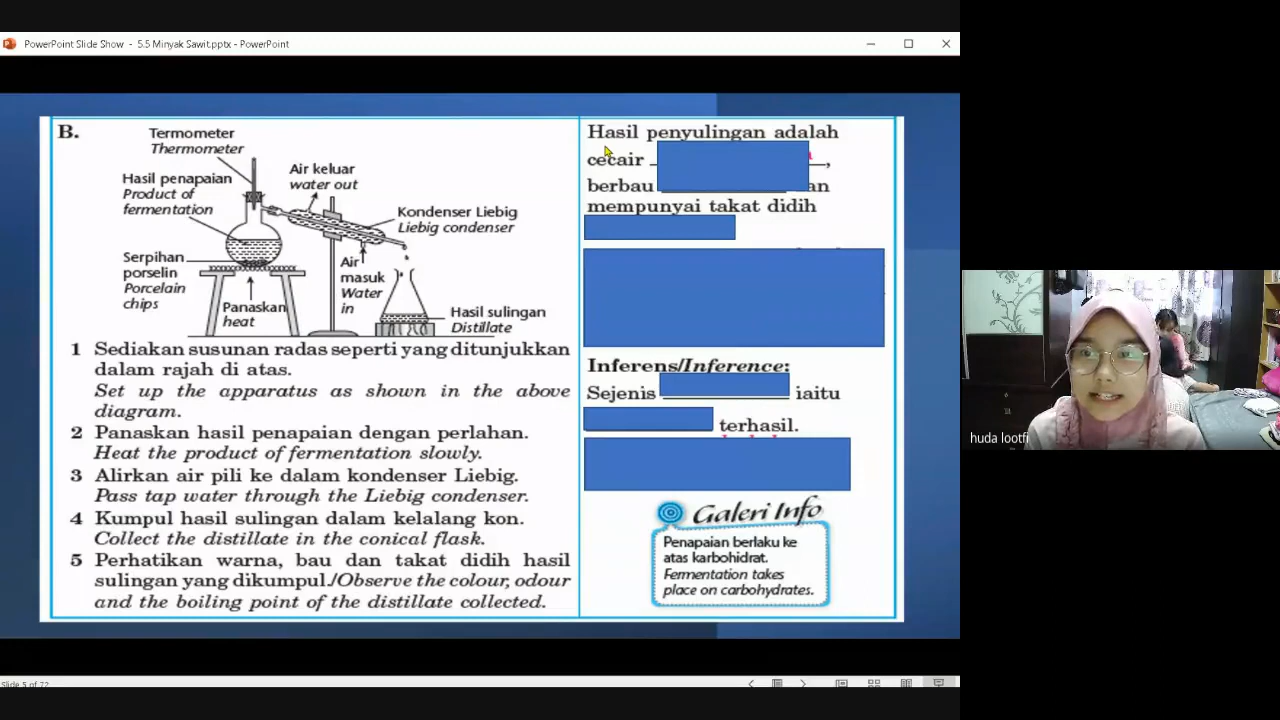 PowerPoint Slide Show - 5.5 Minyak Sawit.pptx - PowerPoint
B.
Termometer
Thermometer
Hasil penapaian
Product of
fermentation
Air keluar
water out
Kondenser Liebig
Liebig condenser
Serpihan
porselin
Porcelain
chips
Panaskan
heat
Air
masuk
Water
in
Hasil sulingan
Distillate
1 Sediakan susunan radas seperti yang ditunjukkan
dalam rajah di atas.
Set up the apparatus as shown in the above
diagram.
2 Panaskan hasil penapaian dengan perlahan.
Heat the product of fermentation slowly.
3 Alirkan air pili ke dalam kondenser Liebig.
Pass tap water through the Liebig condenser.
4 Kumpul hasil sulingan dalam kelalang kon.
Collect the distillate in the conical flask.
5 Perhatikan warna, bau dan takat didih hasil
sulingan yang dikumpul./Observe the colour, odour
and the boiling point of the distillate collected.
Hasil penyulingan adalah
cecair ,
berbau an
mempunyai takat didih
Inferens/Inference:
Sejenis iaitu
terhasil.
Galeri Info
Penapaian berlaku ke
atas karbohidrat.
Fermentation takes
place on carbohydrates.
huda lootfi
Slide 5 of 72